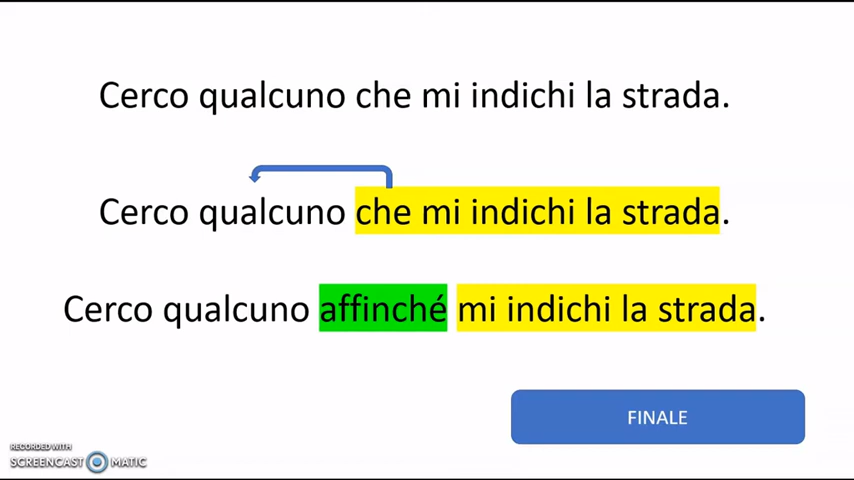 Cerco qualcuno che mi indichi la strada.
Cerco qualcuno che mi indichi la strada.
Cerco qualcuno affinché mi indichi la strada.
FINALE
RECORDED WITH
SCREENCAST MATIC